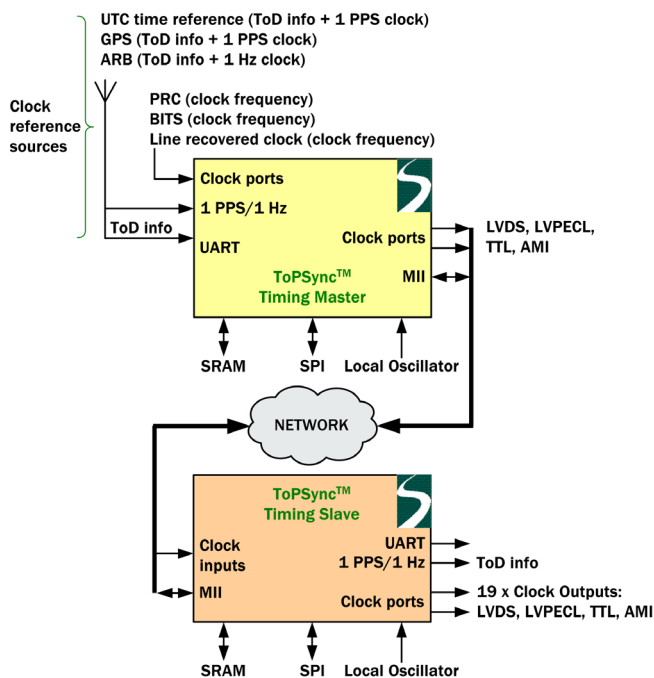 UTC time reference (ToD info + 1 PPS clock)
GPS (ToD info + 1 PPS clock)
ARB (ToD info + 1 Hz clock)
Clock
reference
sources
PRC (clock frequency)
BITS (clock frequency)
Line recovered clock (clock frequency)
Clock ports
1 PPS/1 Hz
ToD info
UART
Clock ports
LVDS, LVPECL,
TTL, AMI
MII
ToPSync™
Timing Master
SRAM
SPI
Local Oscillator
NETWORK
ToPSync™
Timing Slave
Clock
inputs
MII
UART
1 PPS/1 Hz
ToD info
Clock ports
19 x Clock Outputs:
LVDS, LVPECL, TTL, AMI
SRAM
SPI
Local Oscillator